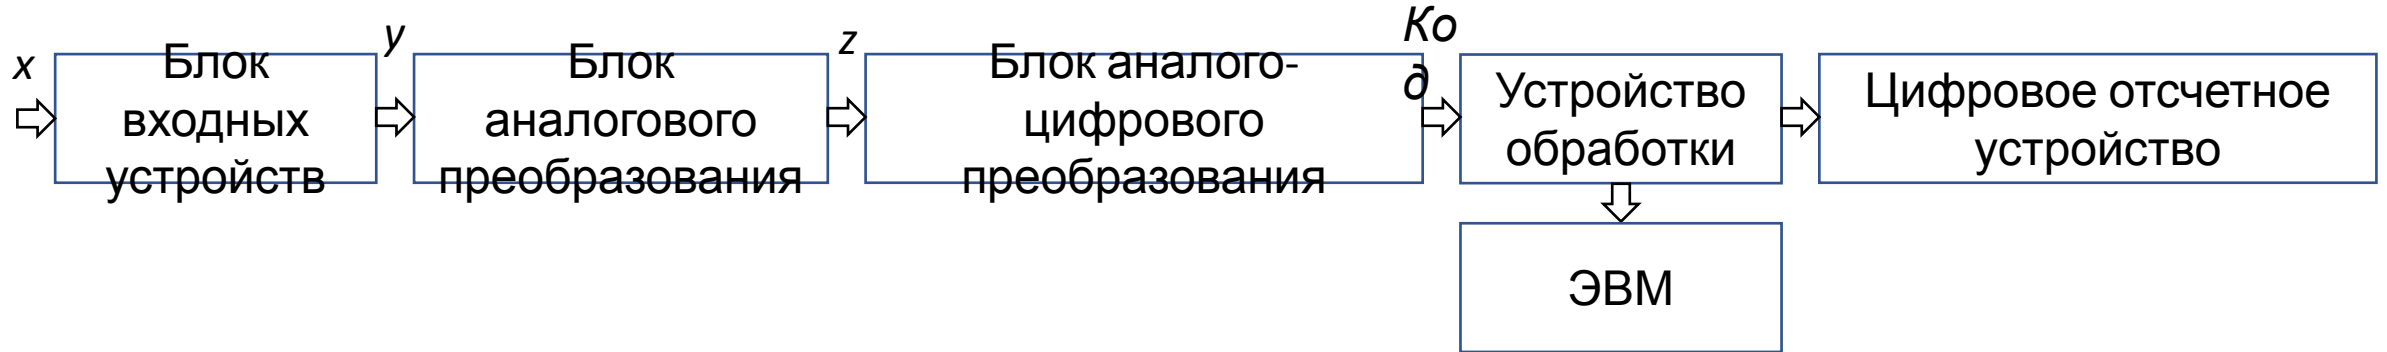 x
Блок
входных
устройств
y
Блок
аналогового
преобразования
z
Блок аналого-
цифрового
преобразования
Ко
д
Устройство
обработки
Цифровое отсчетное
устройство
ЭВМ